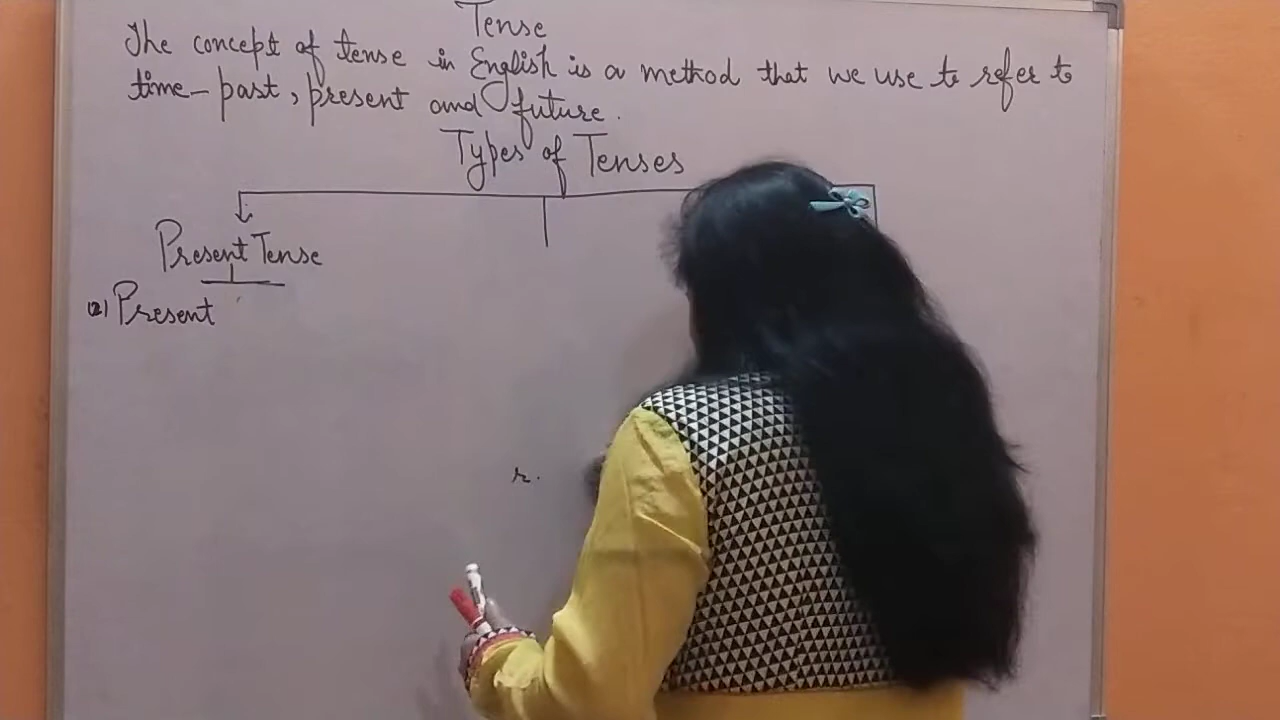 Tense
The concept of tense in English is a method that we use to refer to
time - past, present and future.
Types of Tenses
Present Tense
(2) Present
r.